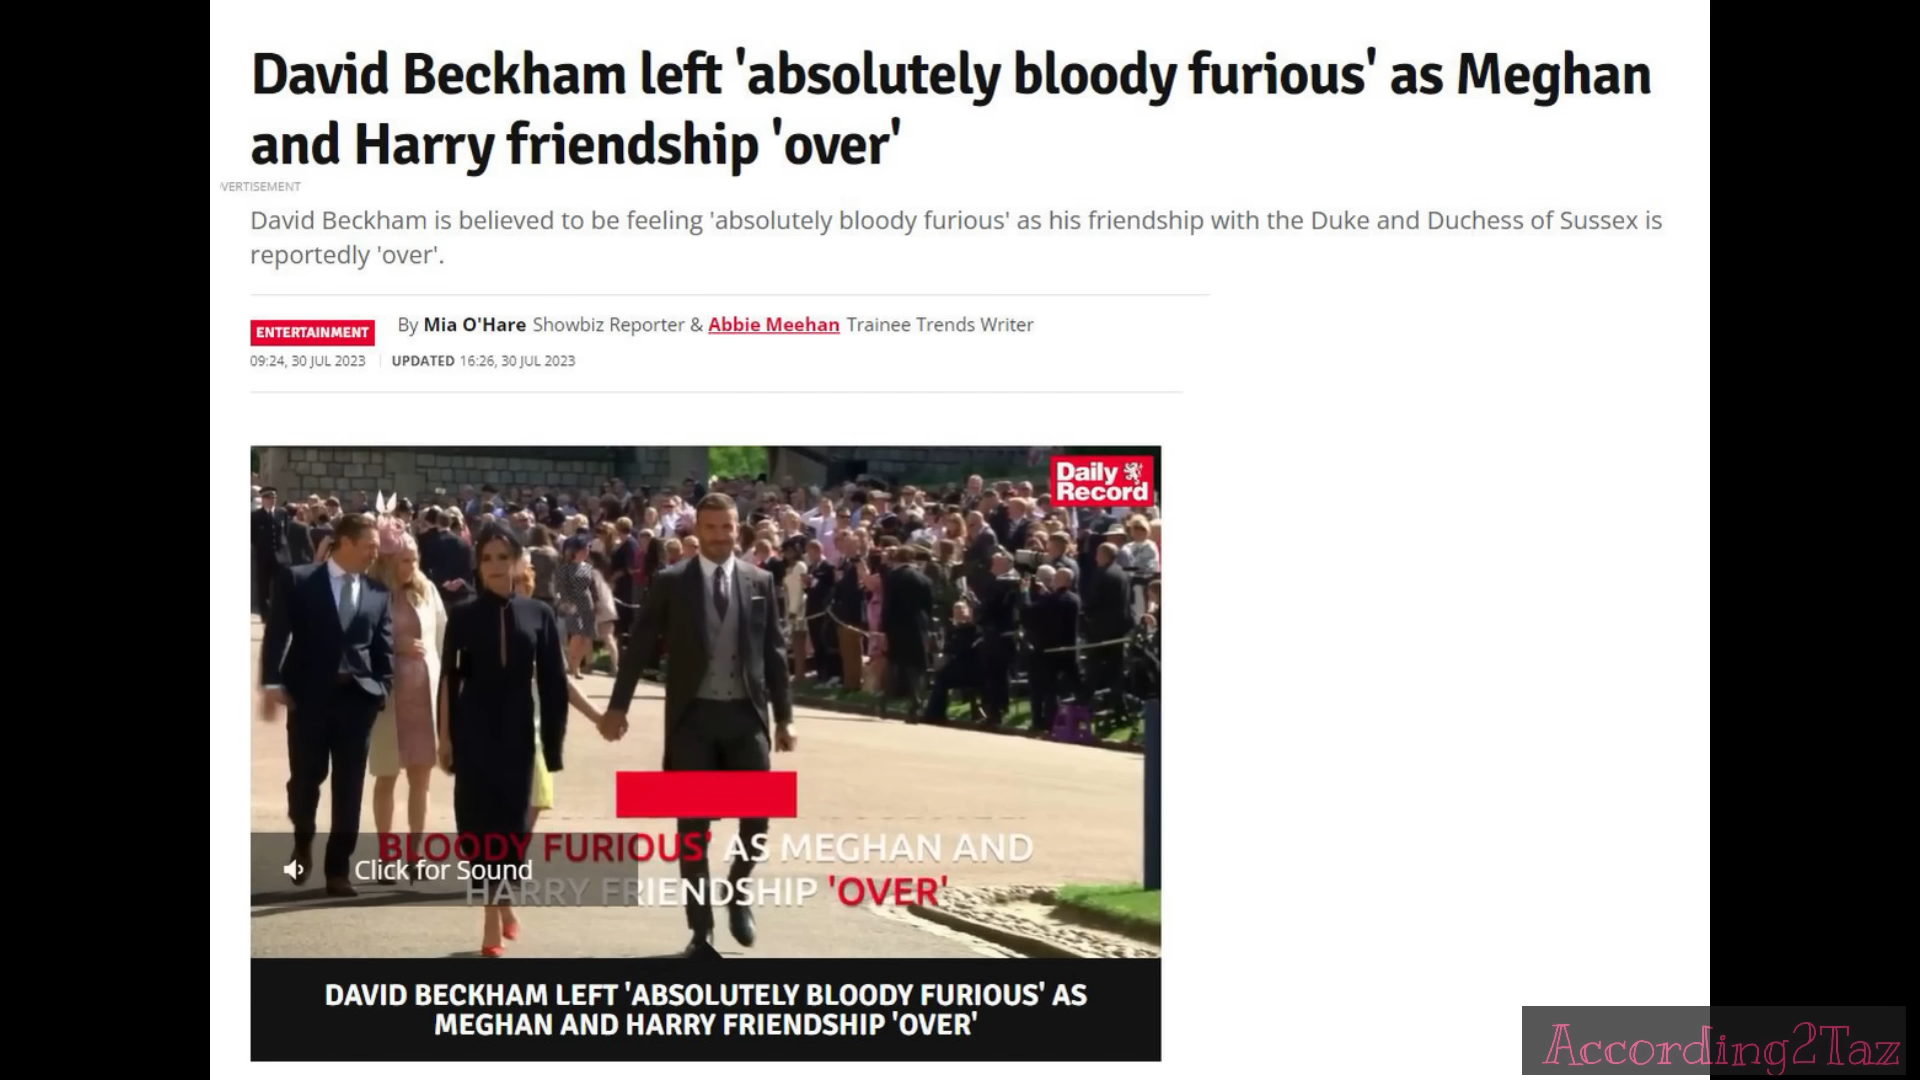 David Beckham left 'absolutely bloody furious' as Meghan
and Harry friendship 'over'
VERTISEMENT
David Beckham is believed to be feeling 'absolutely bloody furious' as his friendship with the Duke and Duchess of Sussex is
reportedly 'over'.
ENTERTAINMENT By Mia O'Hare Showbiz Reporter & Abbie Meehan Trainee Trends Writer
09:24, 30 JUL 2023 UPDATED 16:26, 30 JUL 2023
Daily
Record
BLOODY FURIOUS' AS MEGHAN AND
Click for Sound
HARRY FRIENDSHIP 'OVER'
DAVID BECKHAM LEFT 'ABSOLUTELY BLOODY FURIOUS' AS
MEGHAN AND HARRY FRIENDSHIP 'OVER'
According2Taz